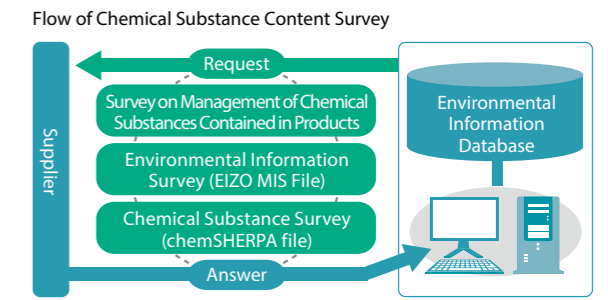 Flow of Chemical Substance Content Survey
Request
Survey on Management of Chemical
Substances Contained in Products
Environmental Information
Survey (EIZO MIS File)
Chemical Substance Survey
(chemSHERPA file)
Answer
Supplier
Environmental
Information
Database